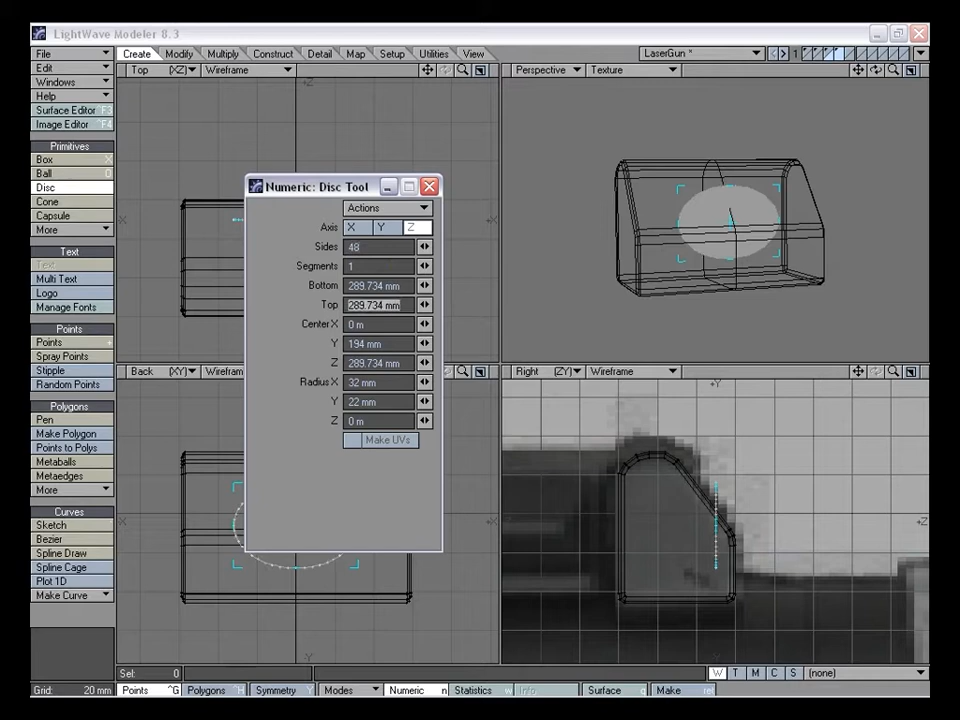 LightWave Modeler 8.3
File
Create Modify Multiply Construct Detail Map Setup Utilities View
LaserGun *
1
Edit
Top (XZ) Wireframe
Perspective Texture
Windows
Help
Surface Editor F3
Image Editor ^F4
Primitives
Box X
Ball O
Disc
Cone
Capsule
More
Text
Text
Multi Text
Logo
Manage Fonts
Points
Points +
Spray Points
Stipple
Random Points
Polygons
Pen
Make Polygon
Points to Polys
Metaballs
Metaedges
More
Curves
Sketch
Bezier
Spline Draw
Spline Cage
Plot 1D
Make Curve
Numeric: Disc Tool
Actions
Axis X Y Z
Sides 48
Segments 1
Bottom 289.734 mm
Top 289.734 mm
Center X 0 m
Y 194 mm
Z 289.734 mm
Radius X 32 mm
Y 22 mm
Z 0 m
Make UVs
Back (XY) Wirefram
Right (ZY) Wireframe
Sel: 0
W T M C S (none)
Grid: 20 mm Points ^G Polygons ^H Symmetry Y Modes Numeric n Statistics w Info Surface q Make ret